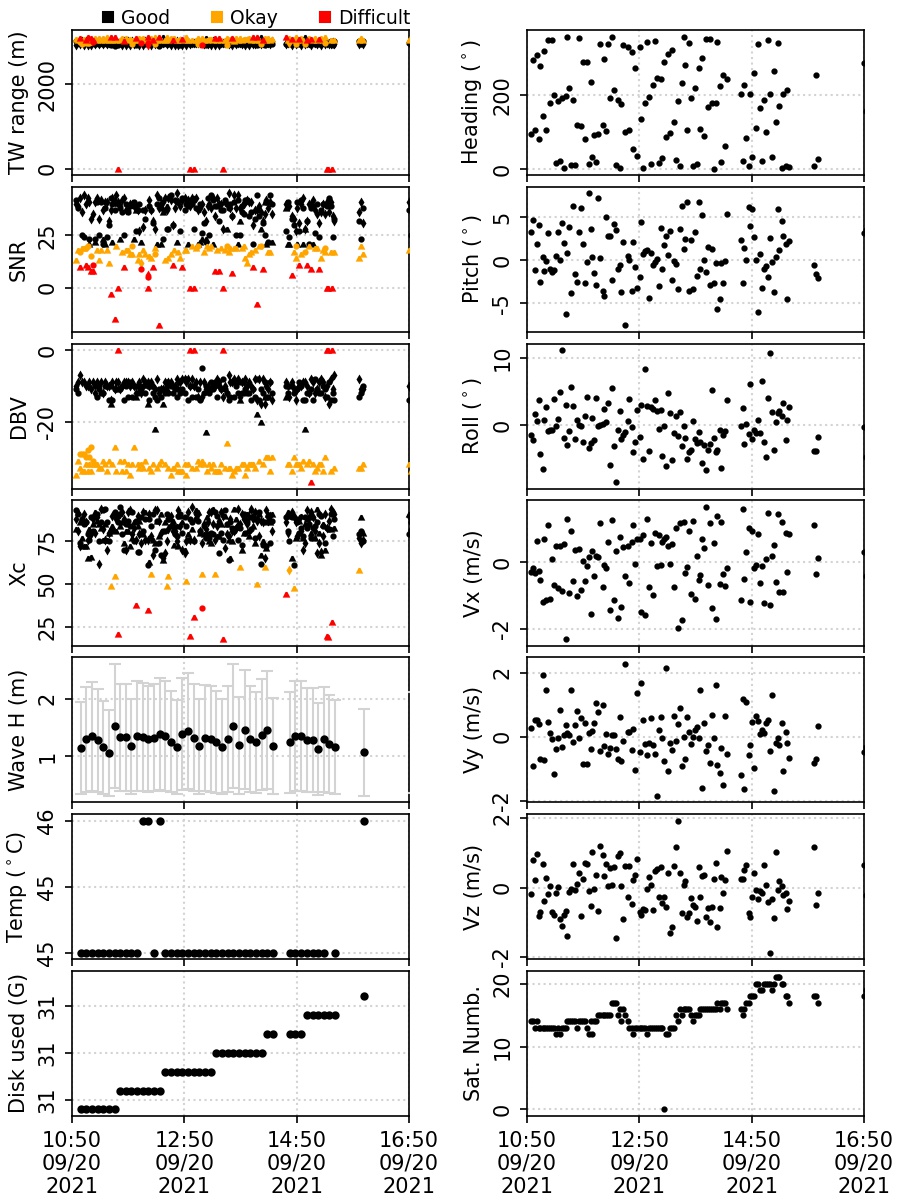 Good Okay Difficult
TW range (m)
2000
0
Heading (°)
200
0
SNR
25
0
Pitch (°)
5
0
-5
DBV
0
-20
Roll (°)
10
0
Xc
75
50
25
Vx (m/s)
0
-2
Wave H (m)
2
1
Vy (m/s)
2
0
-2
Temp (°C)
46
45
45
Vz (m/s)
2
0
-2
Disk used (G)
31
31
31
Sat. Numb.
20
10
0
10:50 12:50 14:50 16:50
09/20 09/20 09/20 09/20
2021 2021 2021 2021
10:50 12:50 14:50 16:50
09/20 09/20 09/20 09/20
2021 2021 2021 2021